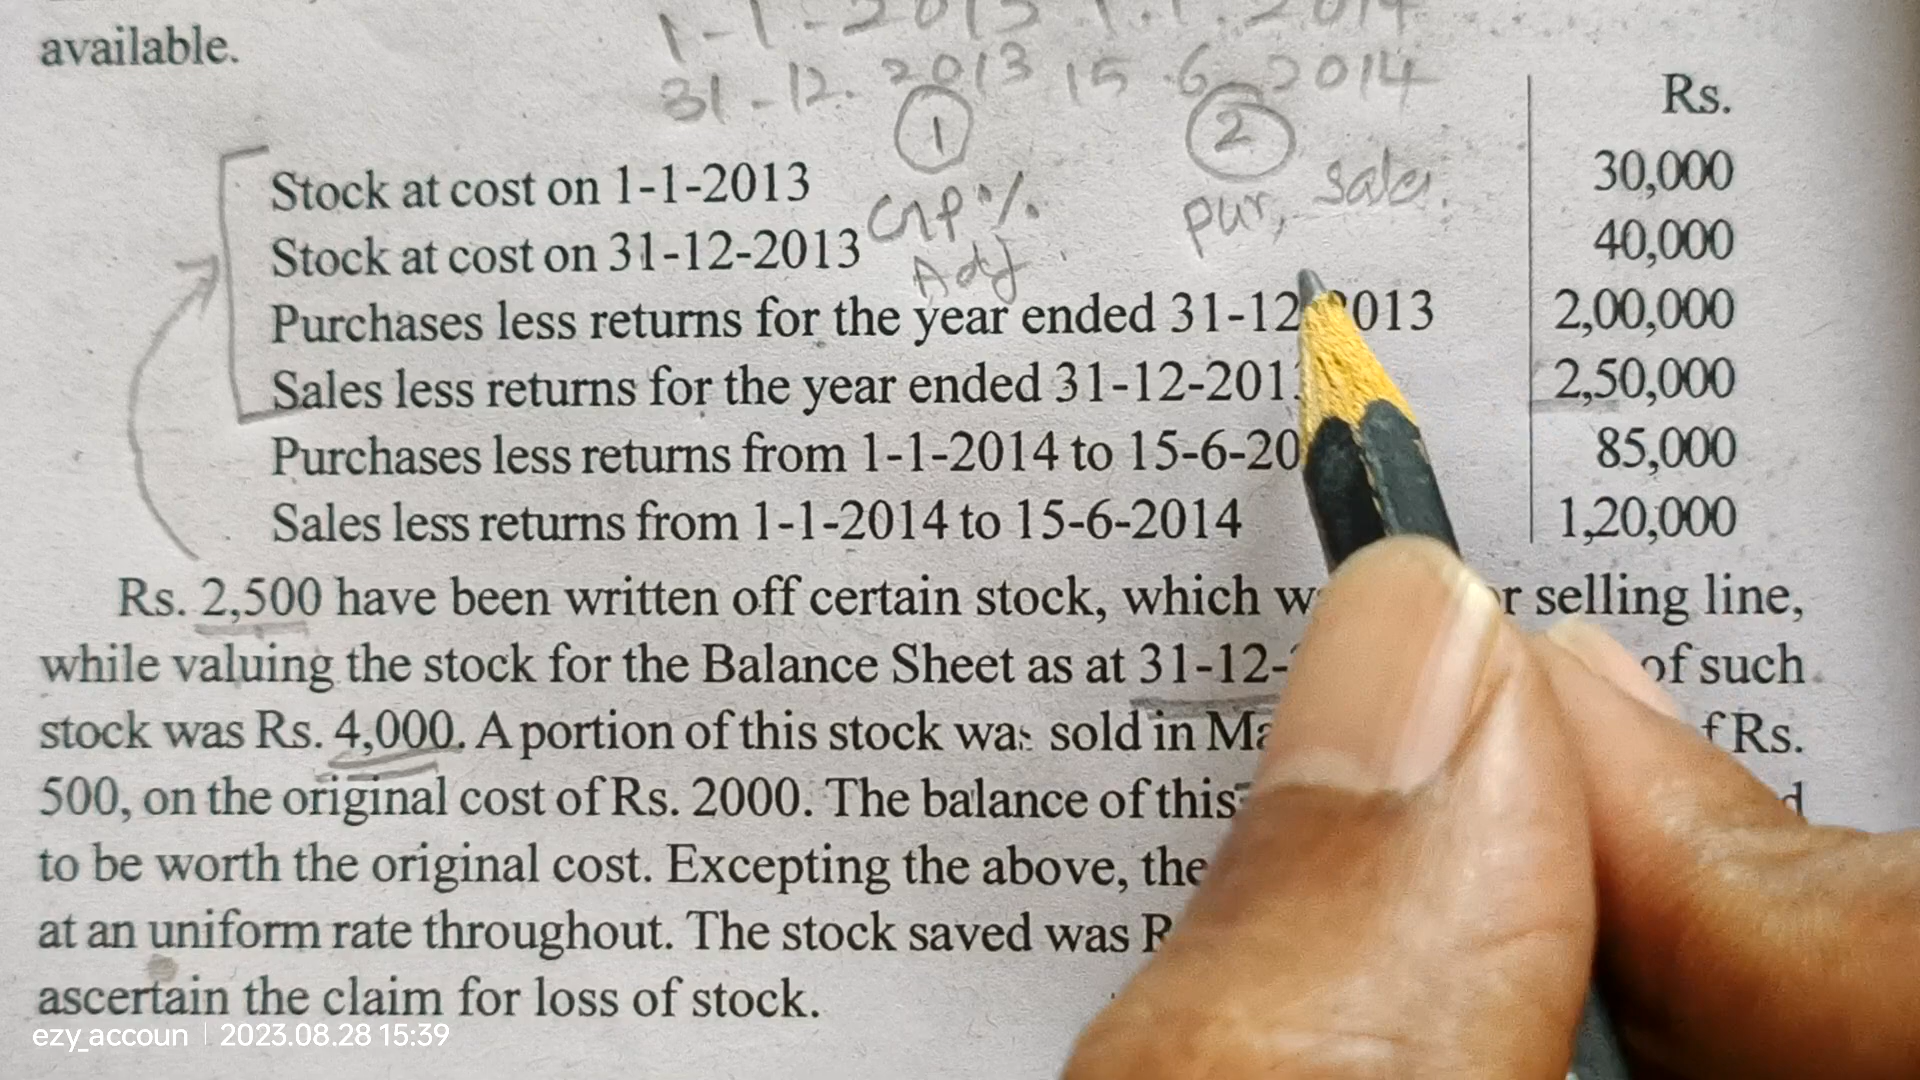 available.
1-1-2013 1.1.2014
31-12.2013 15.6.2014
1 2
Rs.
Stock at cost on 1-1-2013 30,000
GP% pur, sales.
Stock at cost on 31-12-2013 40,000
Adj.
Purchases less returns for the year ended 31-12 2013 2,00,000
Sales less returns for the year ended 31-12-201 2,50,000
Purchases less returns from 1-1-2014 to 15-6-20 85,000
Sales less returns from 1-1-2014 to 15-6-2014 1,20,000
Rs. 2,500 have been written off certain stock, which selling line,
while valuing the stock for the Balance Sheet as at 31-12- of such
stock was Rs. 4,000. A portion of this stock was sold in Rs.
500, on the original cost of Rs. 2000. The balance of this
to be worth the original cost. Excepting the above, the
at an uniform rate throughout. The stock saved was
ascertain the claim for loss of stock.
ezy_accoun | 2023.08.28 15:39